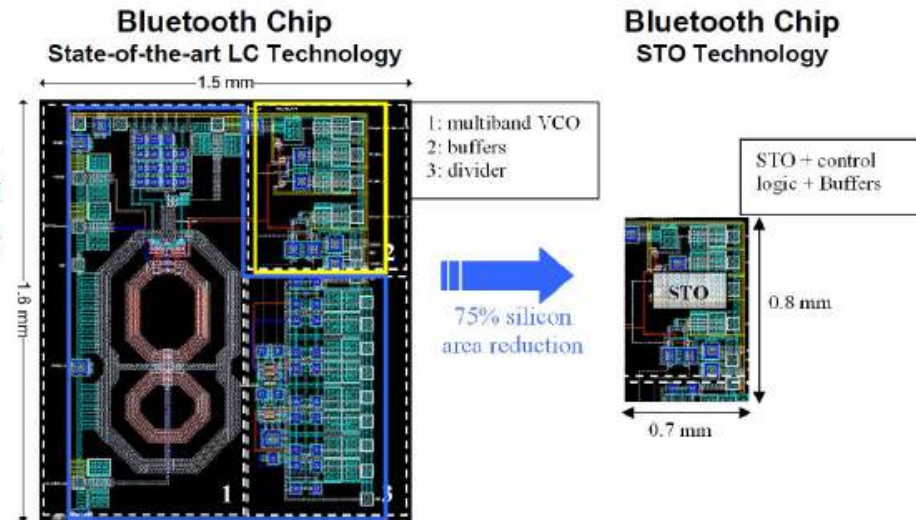 Bluetooth Chip
State-of-the-art LC Technology
1.5 mm
1.6 mm
1: multiband VCO
2: buffers
3: divider
2
1
3
75% silicon
area reduction
Bluetooth Chip
STO Technology
STO + control
logic + Buffers
STO
0.8 mm
0.7 mm